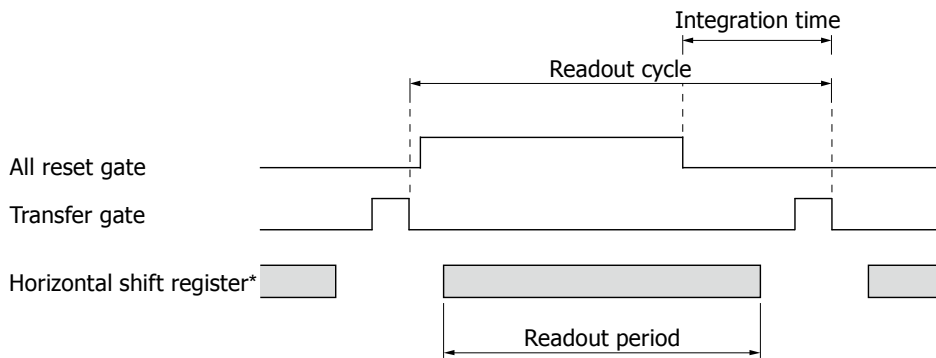 Integration time
Readout cycle
All reset gate
Transfer gate
Horizontal shift register*
Readout period